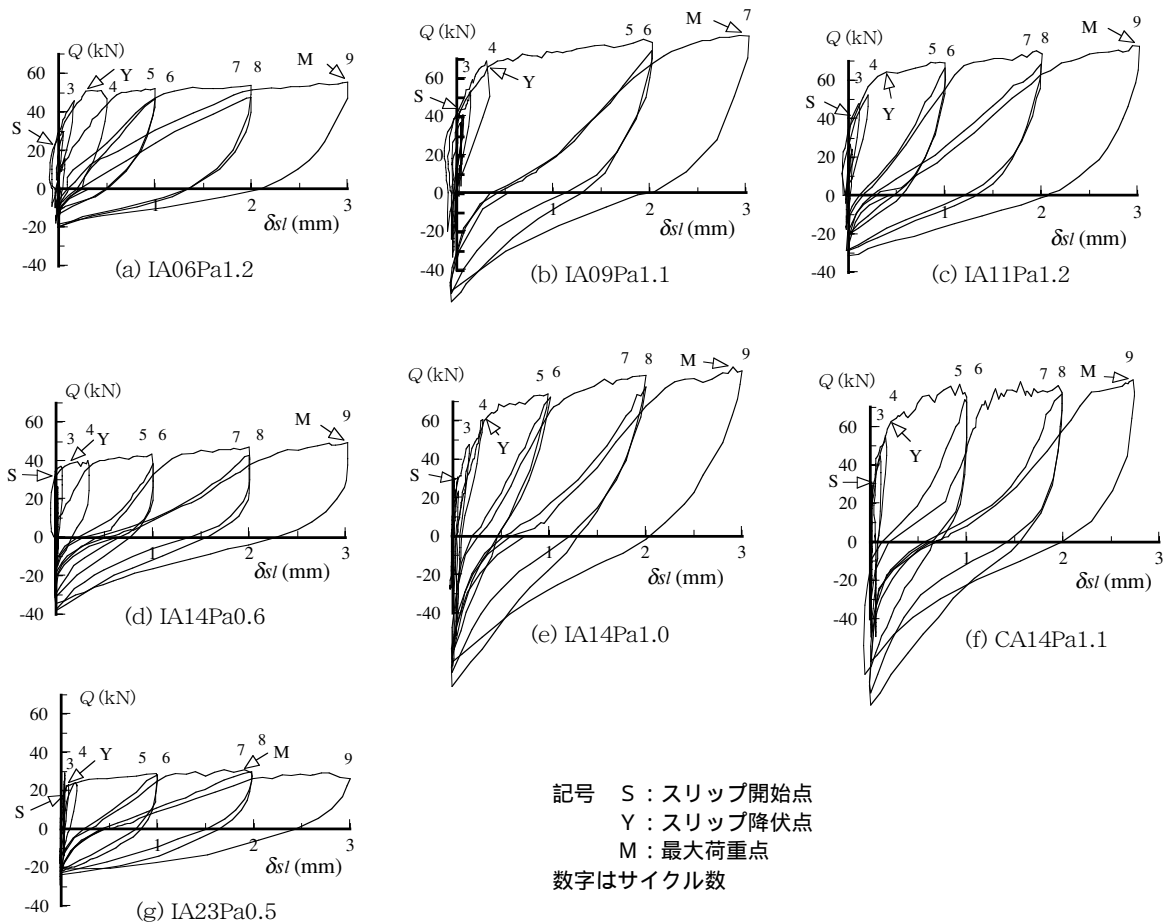 Q (kN)
60
40
20
0
-20
-40
S
3
Y
4
5
6
7
8
M
9
1
2
3
δsl (mm)
(a) IA06Pa1.2
Q (kN)
60
40
20
0
-20
-40
S
3
4
Y
5
6
M
7
1
2
3
δsl (mm)
(b) IA09Pa1.1
Q (kN)
60
40
20
0
-20
-40
S
3
4
Y
5
6
7
8
M
9
1
2
3
δsl (mm)
(c) IA11Pa1.2
Q (kN)
60
40
20
0
-20
-40
S
3
4
Y
5
6
7
8
M
9
1
2
3
δsl (mm)
(d) IA14Pa0.6
Q (kN)
60
40
20
0
-20
-40
S
3
4
Y
5
6
7
8
M
9
1
2
3
δsl (mm)
(e) IA14Pa1.0
Q (kN)
60
40
20
0
-20
-40
S
3
4
Y
5
6
7
8
M
9
1
2
3
δsl (mm)
(f) CA14Pa1.1
Q (kN)
60
40
20
0
-20
-40
S
3
4
Y
5
6
7
8
M
9
1
2
3
δsl (mm)
(g) IA23Pa0.5
記号 S:スリップ開始点
Y:スリップ降伏点
M:最大荷重点
数字はサイクル数